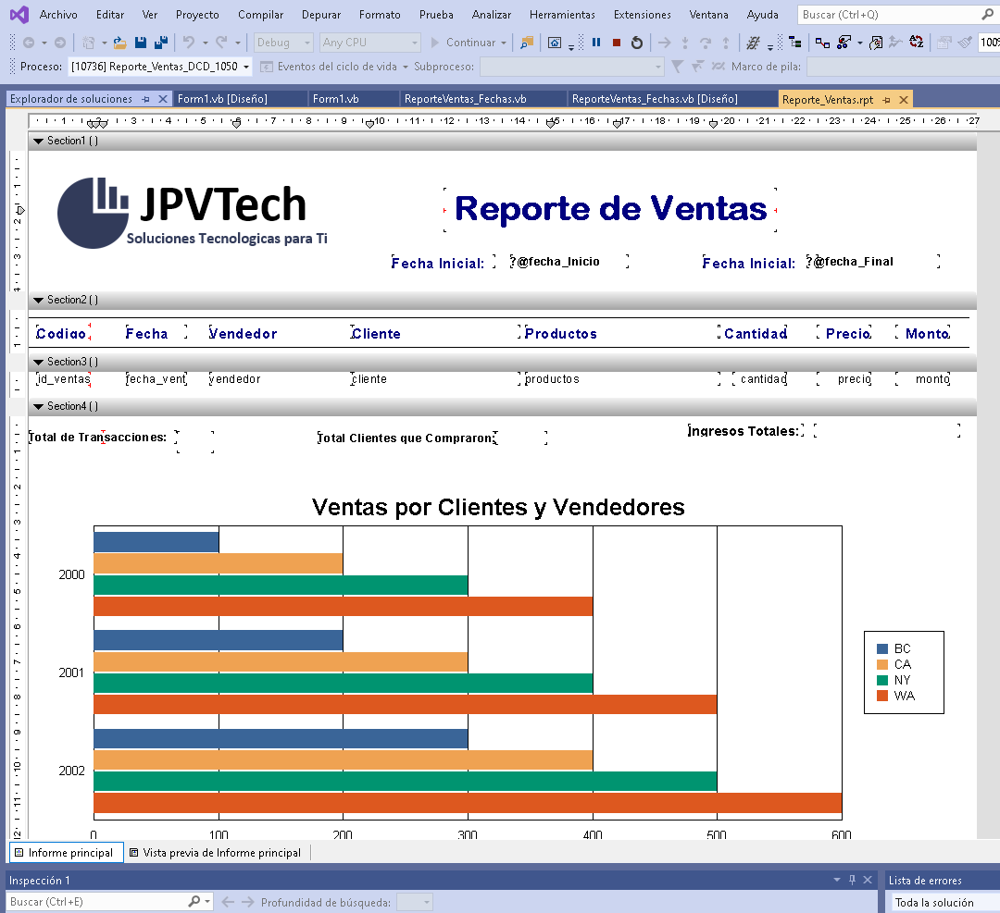 Archivo Editar Ver Proyecto Compilar Depurar Formato Prueba Analizar Herramientas Extensiones Ventana Ayuda Buscar (Ctrl+Q)
Debug Any CPU Continuar 100%
Proceso: [10736] Reporte_Ventas_DCD_1050 Eventos del ciclo de vida Subproceso: Marco de pila:
Explorador de soluciones Form1.vb [Diseño] Form1.vb ReporteVentas_Fechas.vb ReporteVentas_Fechas.vb [Diseño] Reporte_Ventas.rpt
1 2 3 4 5 6 7 8 9 10 11 12 13 14 15 16 17 18 19 20 21 22 23 24 25 26 27
Section1 ( )
JPVTech
Soluciones Tecnologicas para Ti
Reporte de Ventas
Fecha Inicial: ?@fecha_Inicio Fecha Inicial: ?@fecha_Final
Section2 ( )
Codigo Fecha Vendedor Cliente Productos Cantidad Precio Monto
Section3 ( )
id_ventas fecha_vent vendedor cliente productos cantidad precio monto
Section4 ( )
Total de Transacciones: Total Clientes que Compraron: Ingresos Totales:
Ventas por Clientes y Vendedores
2000
2001
2002
BC
CA
NY
WA
0 100 200 300 400 500 600
Informe principal Vista previa de Informe principal
Inspección 1 Lista de errores
Buscar (Ctrl+E) Profundidad de búsqueda: Toda la solución